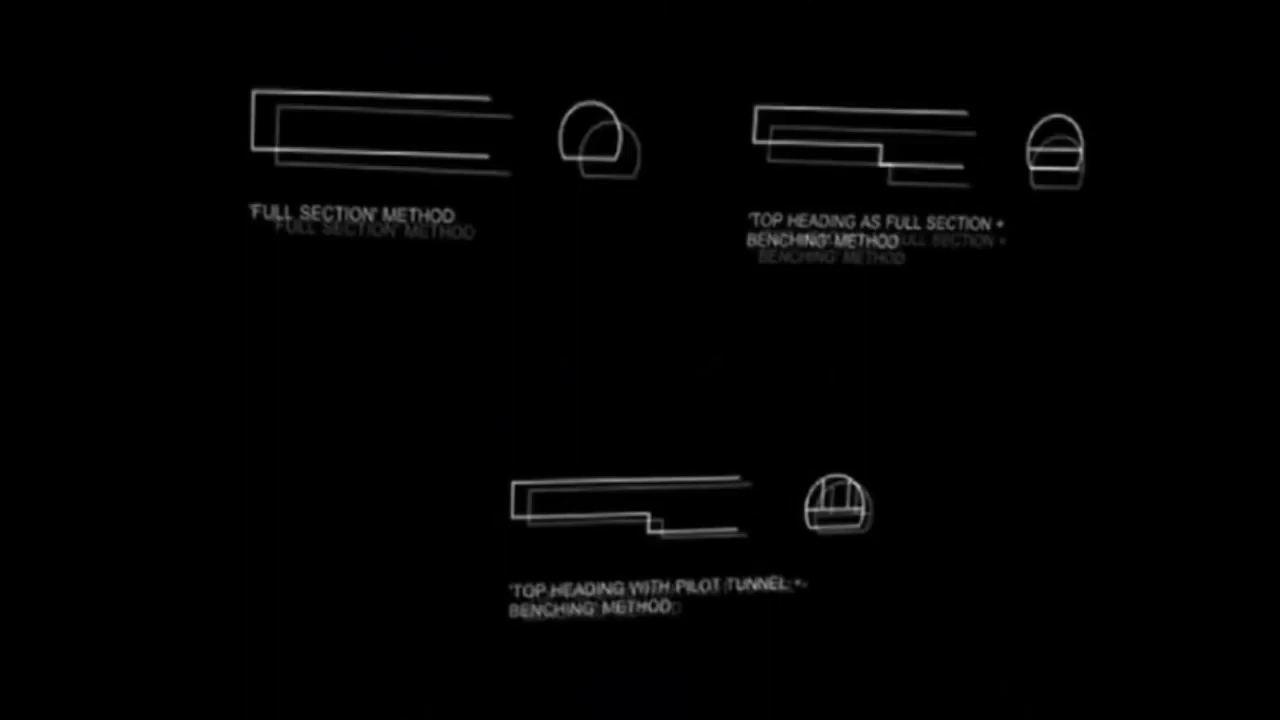 'FULL SECTION' METHOD
'TOP HEADING AS FULL SECTION +
BENCHING' METHOD
'TOP HEADING WITH PILOT TUNNEL +
BENCHING' METHOD